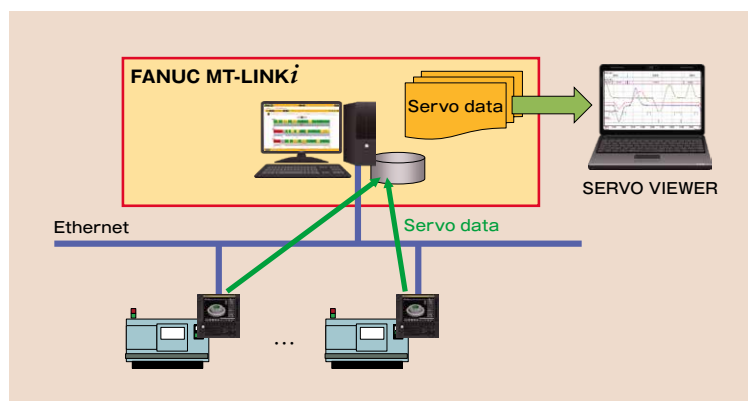 FANUC MT-LINKi
Servo data
SERVO VIEWER
Ethernet
Servo data
...